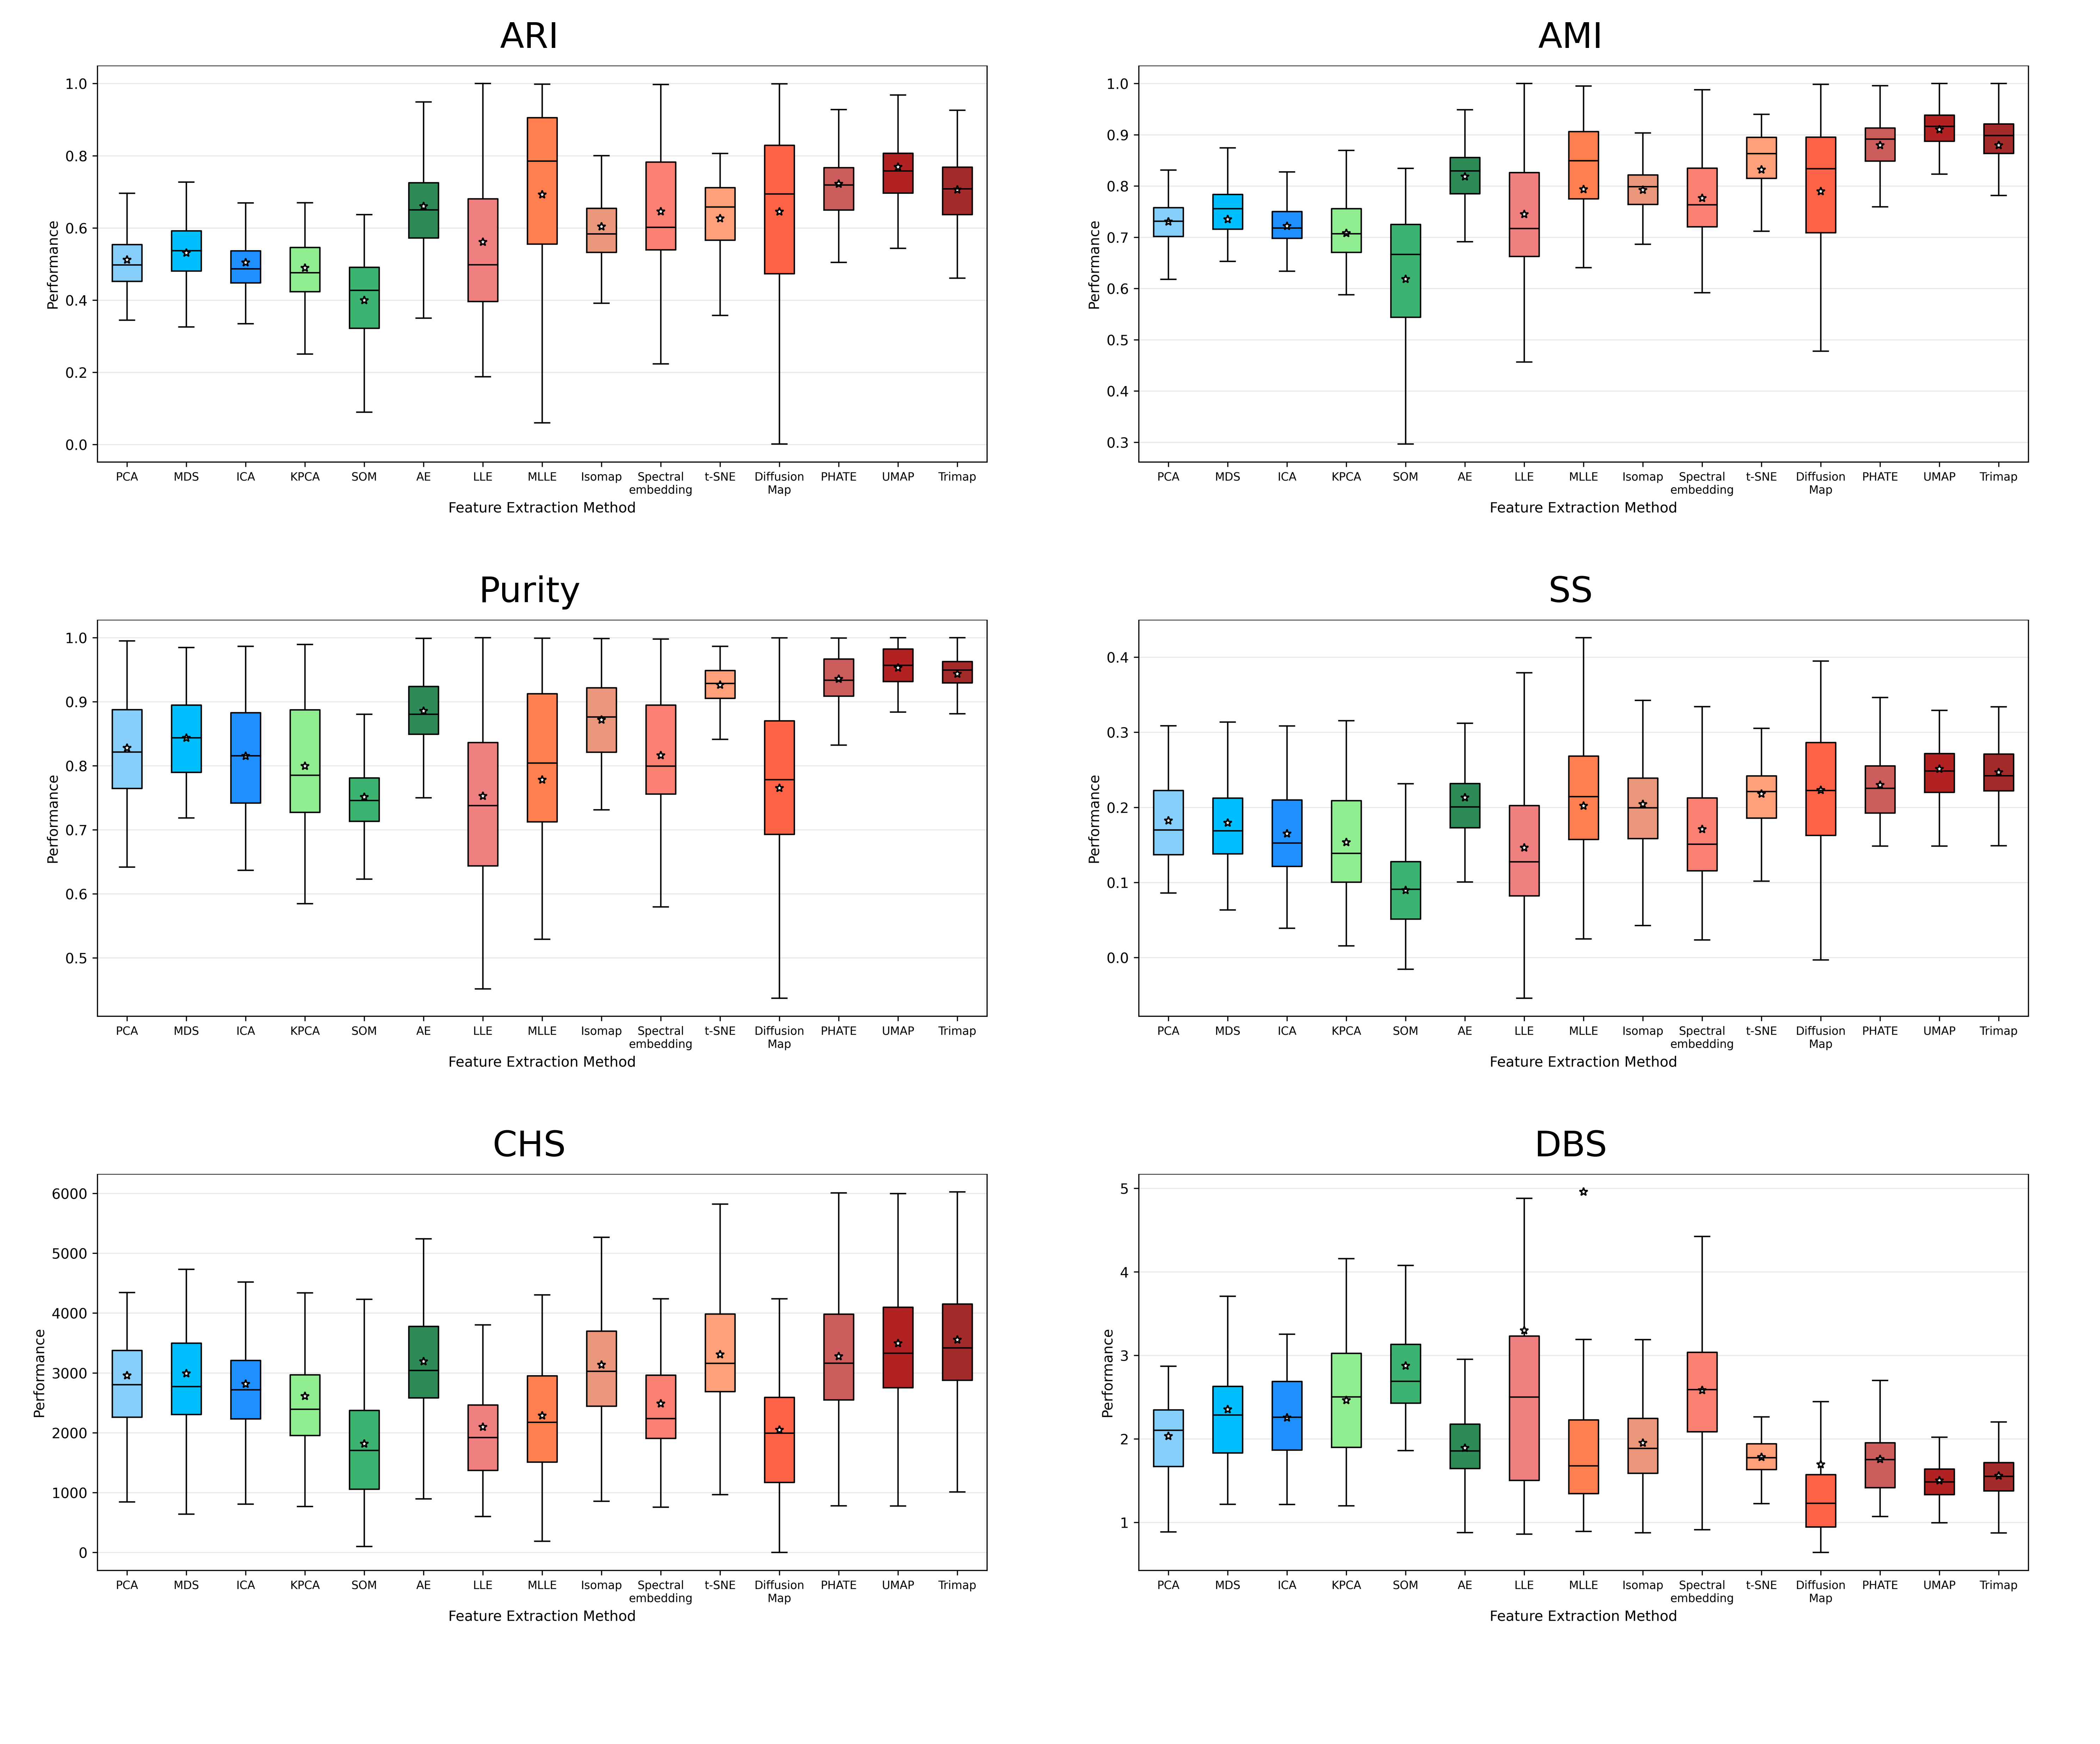 ARI
1.0
0.8
0.6
0.4
0.2
0.0
Performance
PCA MDS ICA KPCA SOM AE LLE MLLE Isomap Spectral t-SNE Diffusion PHATE UMAP Trimap
embedding Map
Feature Extraction Method
AMI
1.0
0.9
0.8
0.7
0.6
0.5
0.4
0.3
Performance
PCA MDS ICA KPCA SOM AE LLE MLLE Isomap Spectral t-SNE Diffusion PHATE UMAP Trimap
embedding Map
Feature Extraction Method
Purity
1.0
0.9
0.8
0.7
0.6
0.5
Performance
PCA MDS ICA KPCA SOM AE LLE MLLE Isomap Spectral t-SNE Diffusion PHATE UMAP Trimap
embedding Map
Feature Extraction Method
SS
0.4
0.3
0.2
0.1
0.0
Performance
PCA MDS ICA KPCA SOM AE LLE MLLE Isomap Spectral t-SNE Diffusion PHATE UMAP Trimap
embedding Map
Feature Extraction Method
CHS
6000
5000
4000
3000
2000
1000
0
Performance
PCA MDS ICA KPCA SOM AE LLE MLLE Isomap Spectral t-SNE Diffusion PHATE UMAP Trimap
embedding Map
Feature Extraction Method
DBS
5
4
3
2
1
Performance
PCA MDS ICA KPCA SOM AE LLE MLLE Isomap Spectral t-SNE Diffusion PHATE UMAP Trimap
embedding Map
Feature Extraction Method